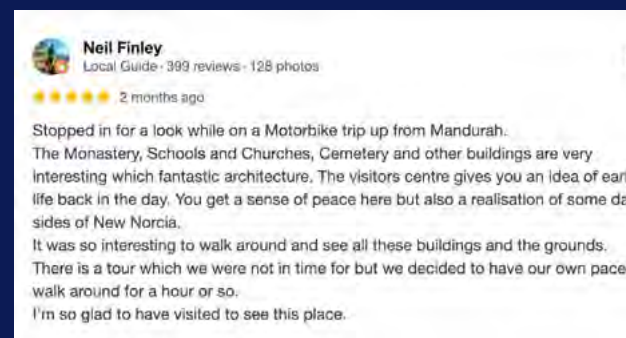 Neil Finley
Local Guide · 399 reviews · 128 photos
2 months ago
Stopped in for a look while on a Motorbike trip up from Mandurah.
The Monastery, Schools and Churches, Cemetery and other buildings are very
interesting which fantastic architecture. The visitors centre gives you an idea of
life back in the day. You get a sense of peace here but also a realisation of some
sides of New Norcia.
It was so interesting to walk around and see all these buildings and the grounds.
There is a tour which we were not in time for but we decided to have our own pace
walk around for a hour or so.
I'm so glad to have visited to see this place.